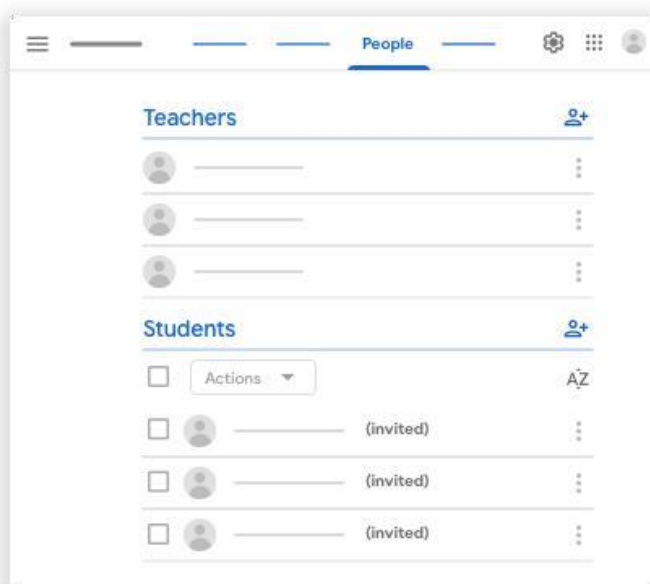 People
Teachers
Students
Actions
AZ
(invited)
(invited)
(invited)